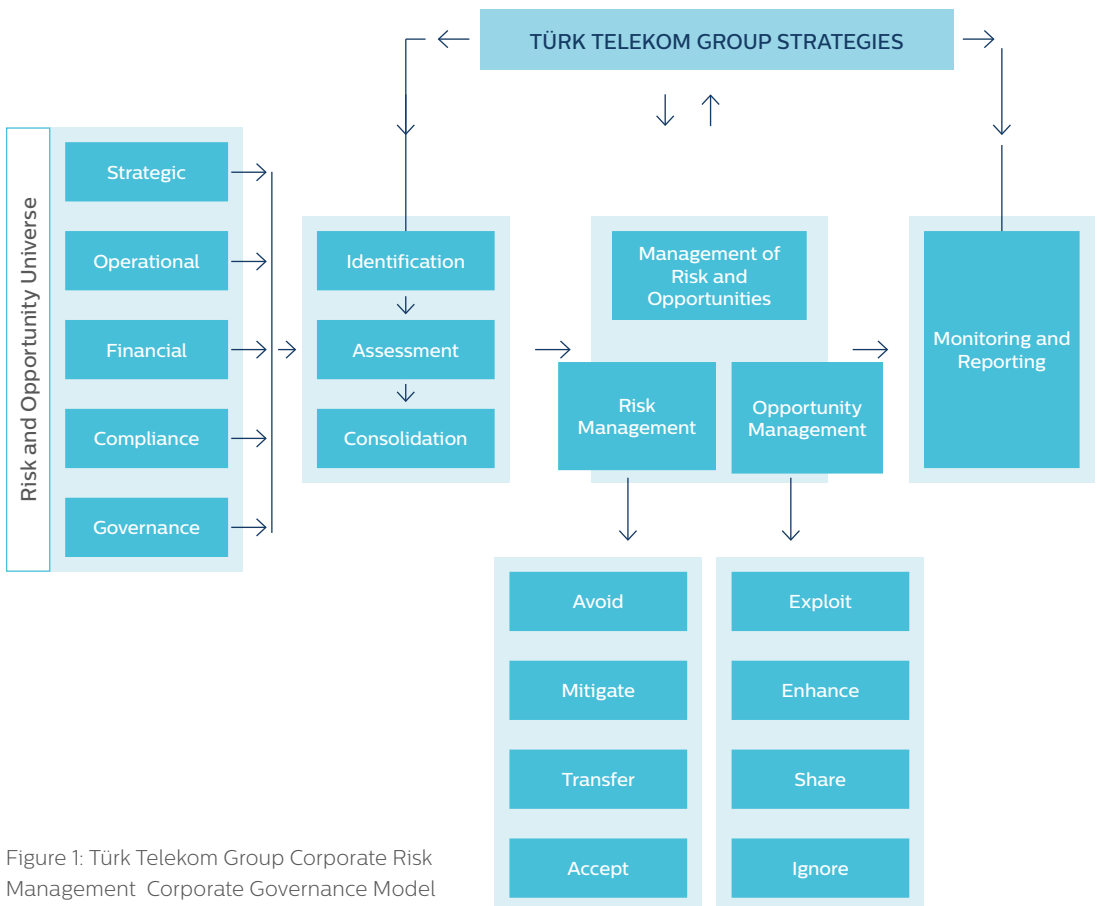 TÜRK TELEKOM GROUP STRATEGIES
Risk and Opportunity Universe
Strategic
Operational
Financial
Compliance
Governance
Identification
Assessment
Consolidation
Management of
Risk and
Opportunities
Risk
Management
Opportunity
Management
Monitoring and
Reporting
Avoid
Mitigate
Transfer
Accept
Exploit
Enhance
Share
Ignore
Figure 1: Türk Telekom Group Corporate Risk
Management Corporate Governance Model